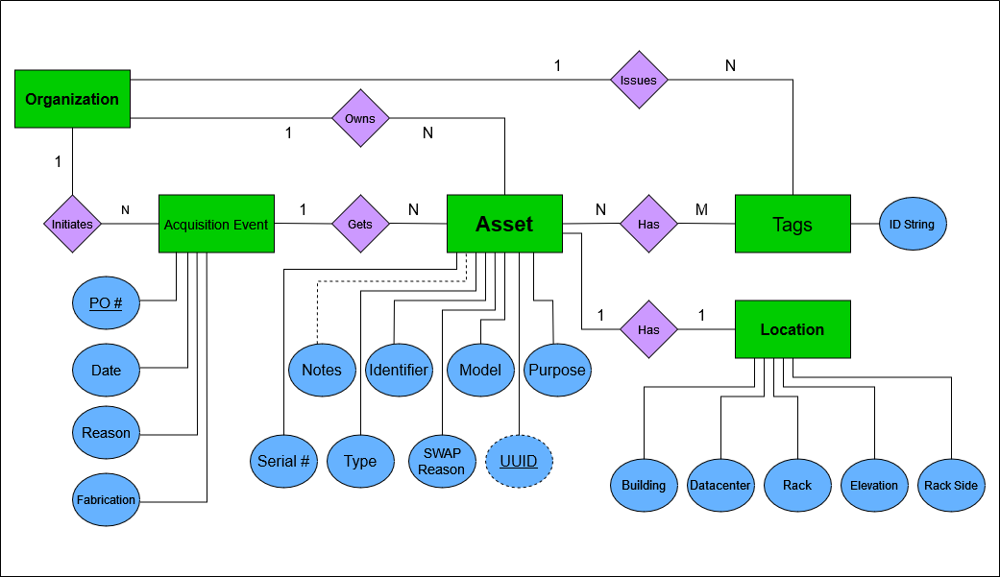 1
N
Issues
Organization
Owns
1
N
1
N
1
N
N
M
Initiates
Acquisition Event
Gets
Asset
Has
Tags
ID String
PO #
1
1
Has
Location
Date
Notes
Identifier
Model
Purpose
Reason
Serial #
Type
SWAP
Reason
UUID
Fabrication
Building
Datacenter
Rack
Elevation
Rack Side